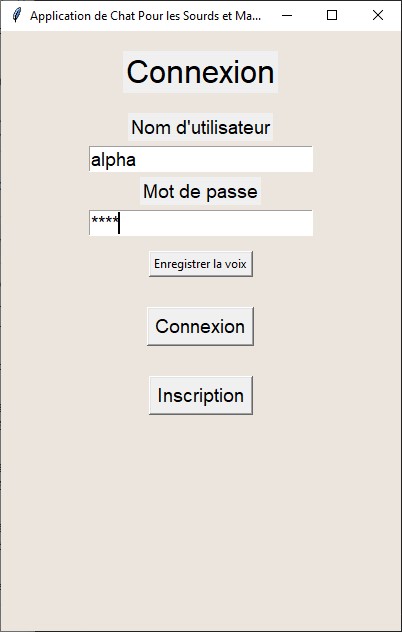 Application de Chat Pour les Sourds et Ma...
Connexion
Nom d'utilisateur
alpha
Mot de passe
****
Enregistrer la voix
Connexion
Inscription